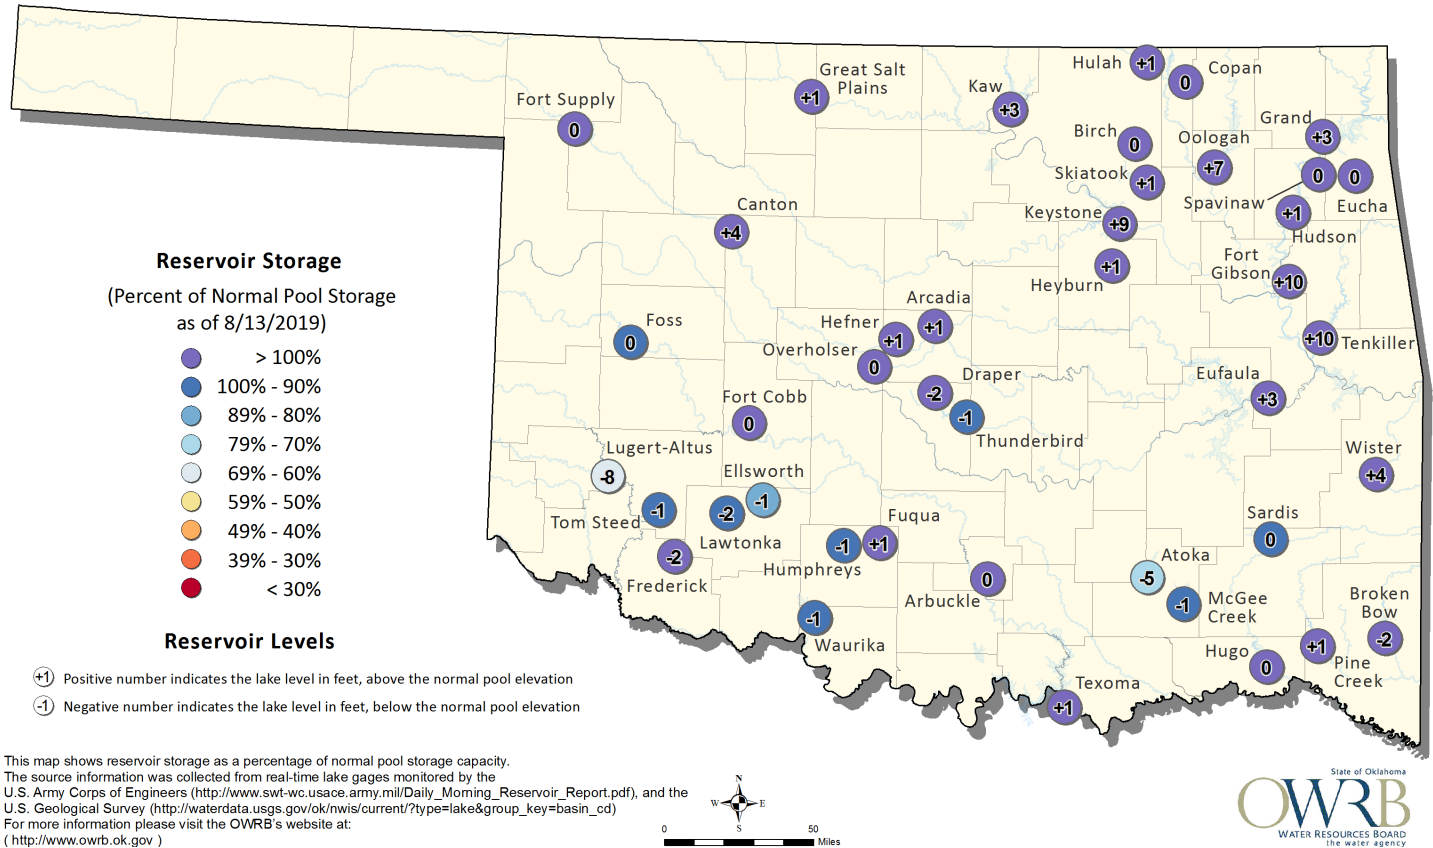 Hulah
+1
Copan
0
Great Salt
Plains
+1
Kaw
+3
Fort Supply
0
Grand
+3
Birch
0
Oologah
+7
Skiatook
+1
0
0
Spavinaw
Eucha
Canton
+4
Keystone
+9
+1
Hudson
Reservoir Storage
(Percent of Normal Pool Storage
as of 8/13/2019)
> 100%
100% - 90%
89% - 80%
79% - 70%
69% - 60%
59% - 50%
49% - 40%
39% - 30%
< 30%
Heyburn
+1
Fort
Gibson
+10
Arcadia
+1
Hefner
+1
Foss
0
Overholser
0
+10
Tenkiller
Draper
-2
Eufaula
+3
Fort Cobb
0
-1
Thunderbird
Lugert-Altus
-8
Ellsworth
-1
Wister
+4
Tom Steed
-1
-2
Lawtonka
Fuqua
+1
Sardis
0
-2
Frederick
-1
Humphreys
Atoka
-5
Arbuckle
0
-1
McGee
Creek
Broken
Bow
-2
-1
Waurika
Hugo
0
+1
Pine
Creek
Texoma
+1
Reservoir Levels
+1 Positive number indicates the lake level in feet, above the normal pool elevation
-1 Negative number indicates the lake level in feet, below the normal pool elevation
This map shows reservoir storage as a percentage of normal pool storage capacity.
The source information was collected from real-time lake gages monitored by the
U.S. Army Corps of Engineers (http://www.swt-wc.usace.army.mil/Daily_Morning_Reservoir_Report.pdf), and the
U.S. Geological Survey (http://waterdata.usgs.gov/ok/nwis/current/?type=lake&group_key=basin_cd)
For more information please visit the OWRB's website at:
( http://www.owrb.ok.gov )
N
W E
S
0 50
Miles
State of Oklahoma
OWRB
WATER RESOURCES BOARD
the water agency